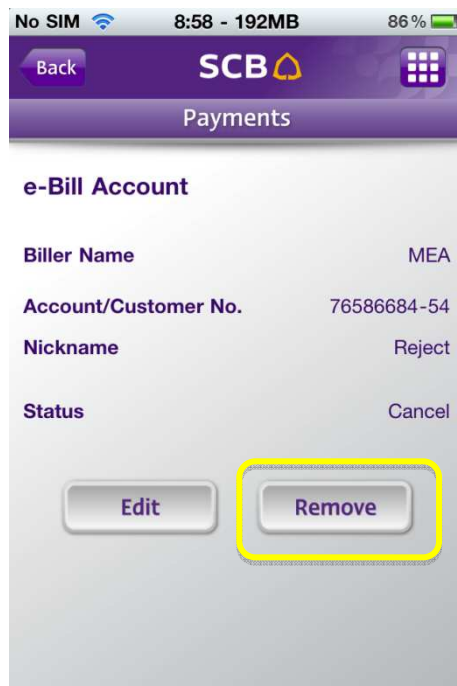 No SIM 8:58 - 192MB 86%
Back SCB
Payments
e-Bill Account
Biller Name MEA
Account/Customer No. 76586684-54
Nickname Reject
Status Cancel
Edit Remove